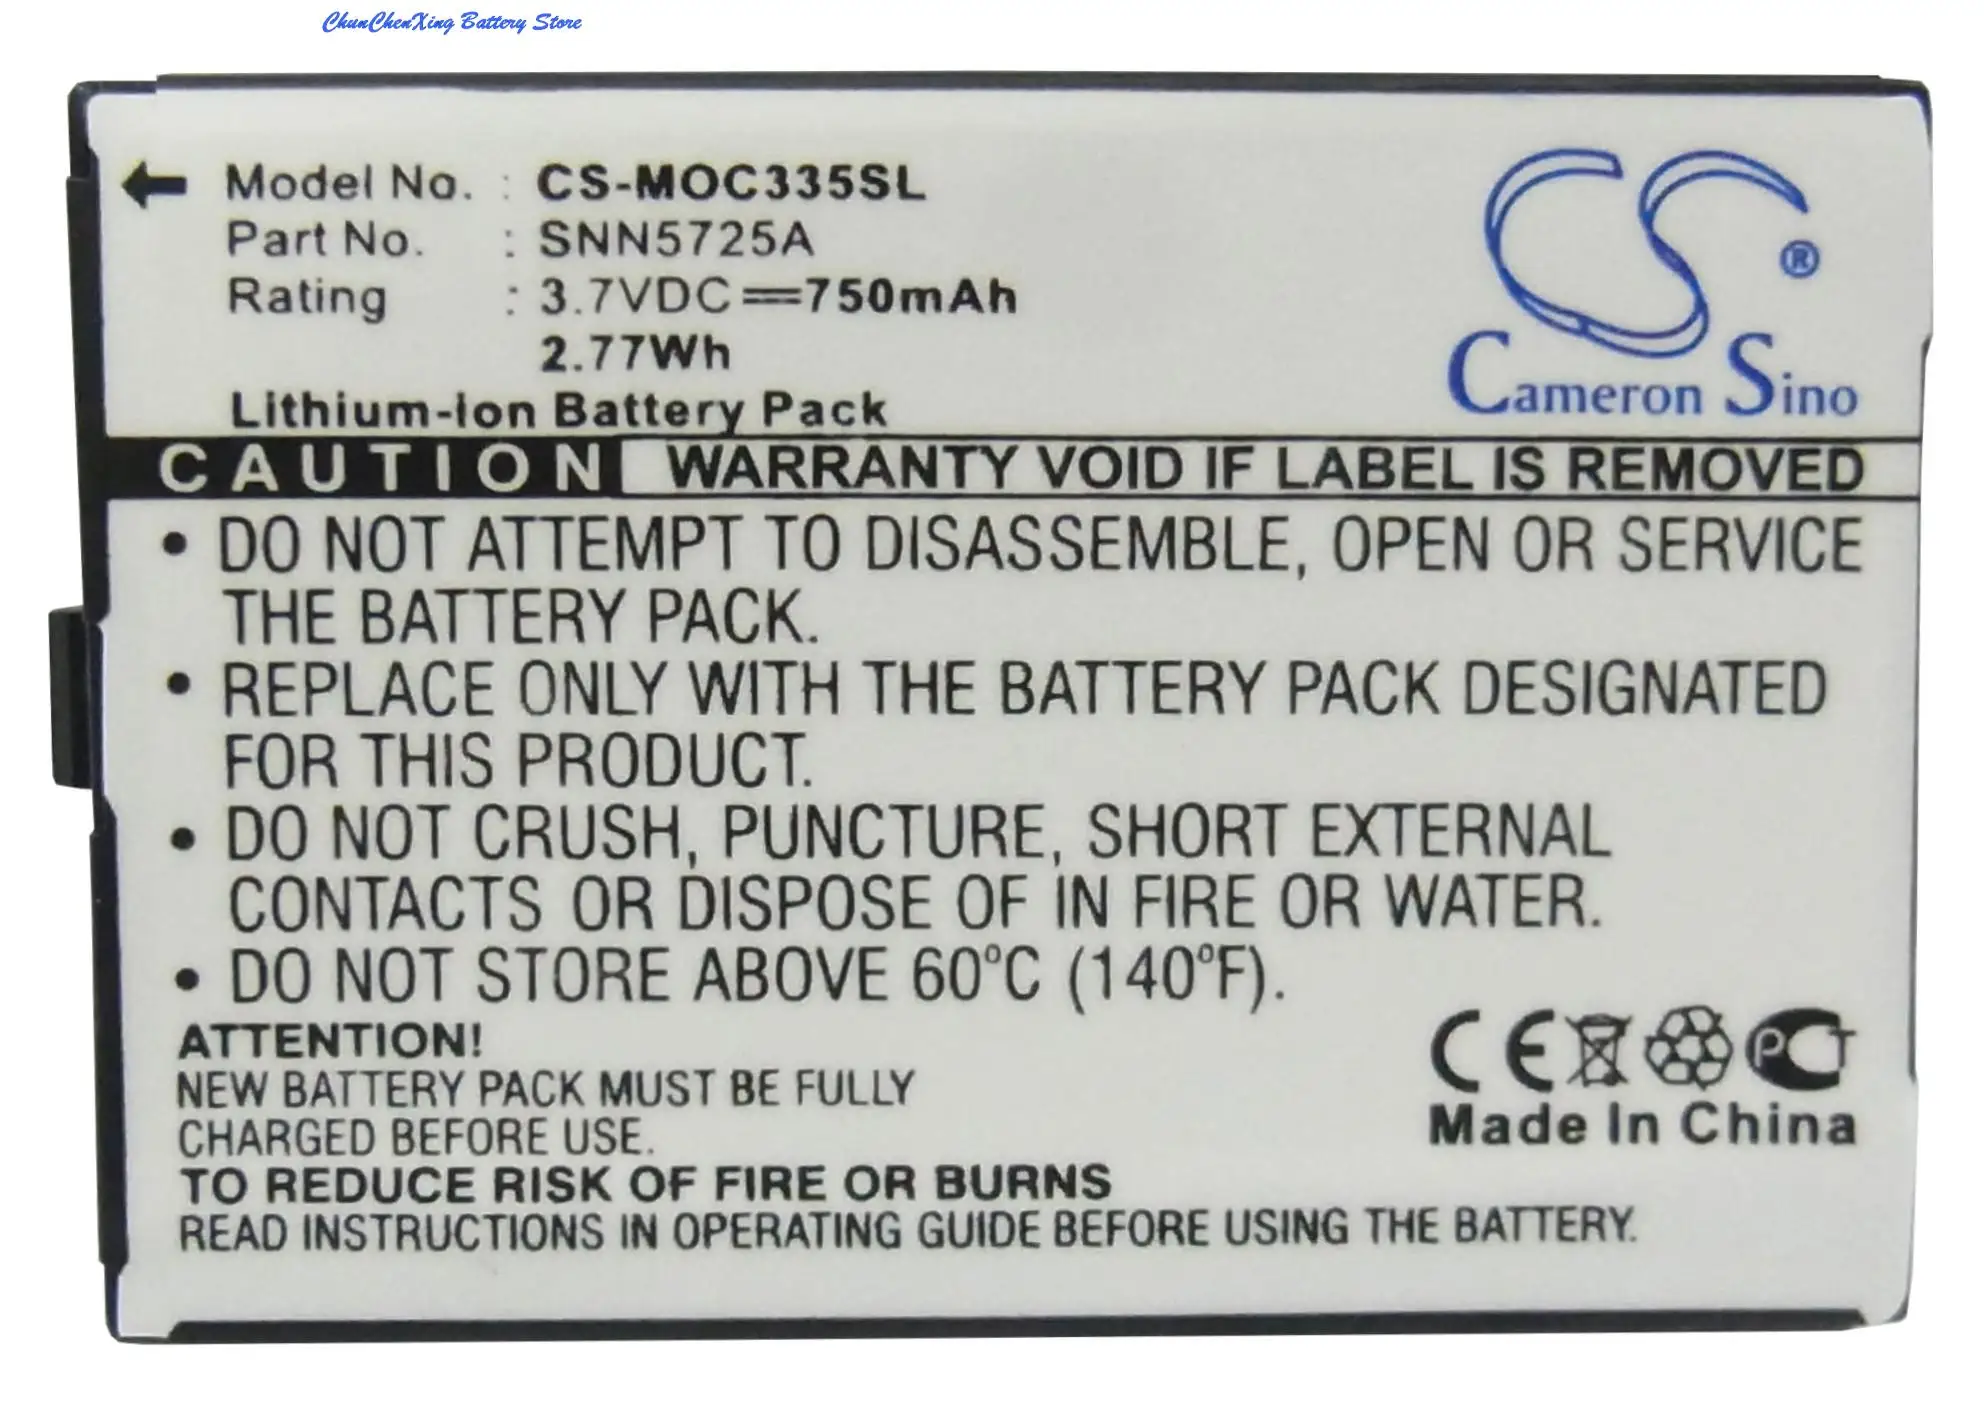 ChunChenXing Battery Store
Model No. : CS-MOC335SL
Part No. : SNN5725A
Rating : 3.7VDC⎓750mAh
2.77Wh
Lithium-Ion Battery Pack
CS ®
Cameron Sino
CAUTION WARRANTY VOID IF LABEL IS REMOVED
• DO NOT ATTEMPT TO DISASSEMBLE, OPEN OR SERVICE
THE BATTERY PACK.
• REPLACE ONLY WITH THE BATTERY PACK DESIGNATED
FOR THIS PRODUCT.
• DO NOT CRUSH, PUNCTURE, SHORT EXTERNAL
CONTACTS OR DISPOSE OF IN FIRE OR WATER.
• DO NOT STORE ABOVE 60°C (140°F).
ATTENTION!
NEW BATTERY PACK MUST BE FULLY
CHARGED BEFORE USE.
TO REDUCE RISK OF FIRE OR BURNS
READ INSTRUCTIONS IN OPERATING GUIDE BEFORE USING THE BATTERY.
CE PCT
Made In China